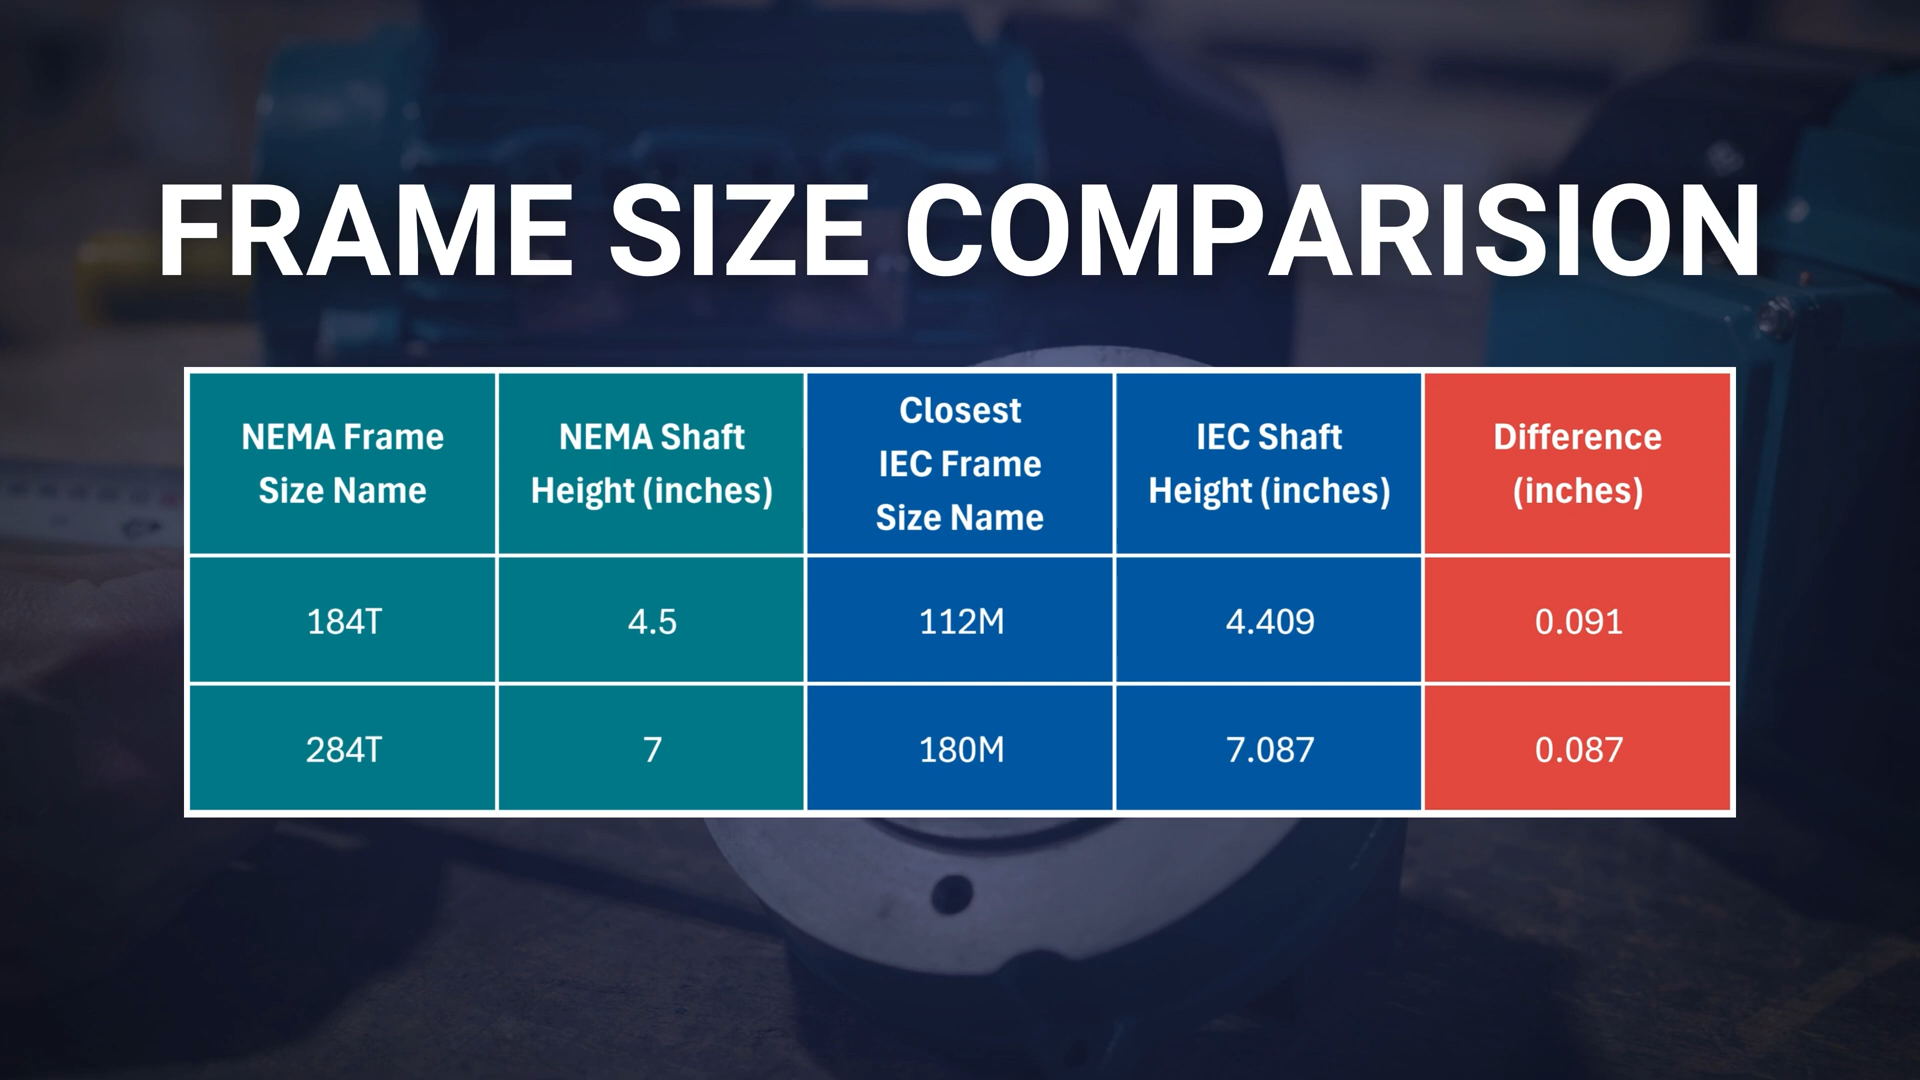 FRAME SIZE COMPARISION
NEMA Frame
Size Name
NEMA Shaft
Height (inches)
Closest
IEC Frame
Size Name
IEC Shaft
Height (inches)
Difference
(inches)
184T
4.5
112M
4.409
0.091
284T
7
180M
7.087
0.087